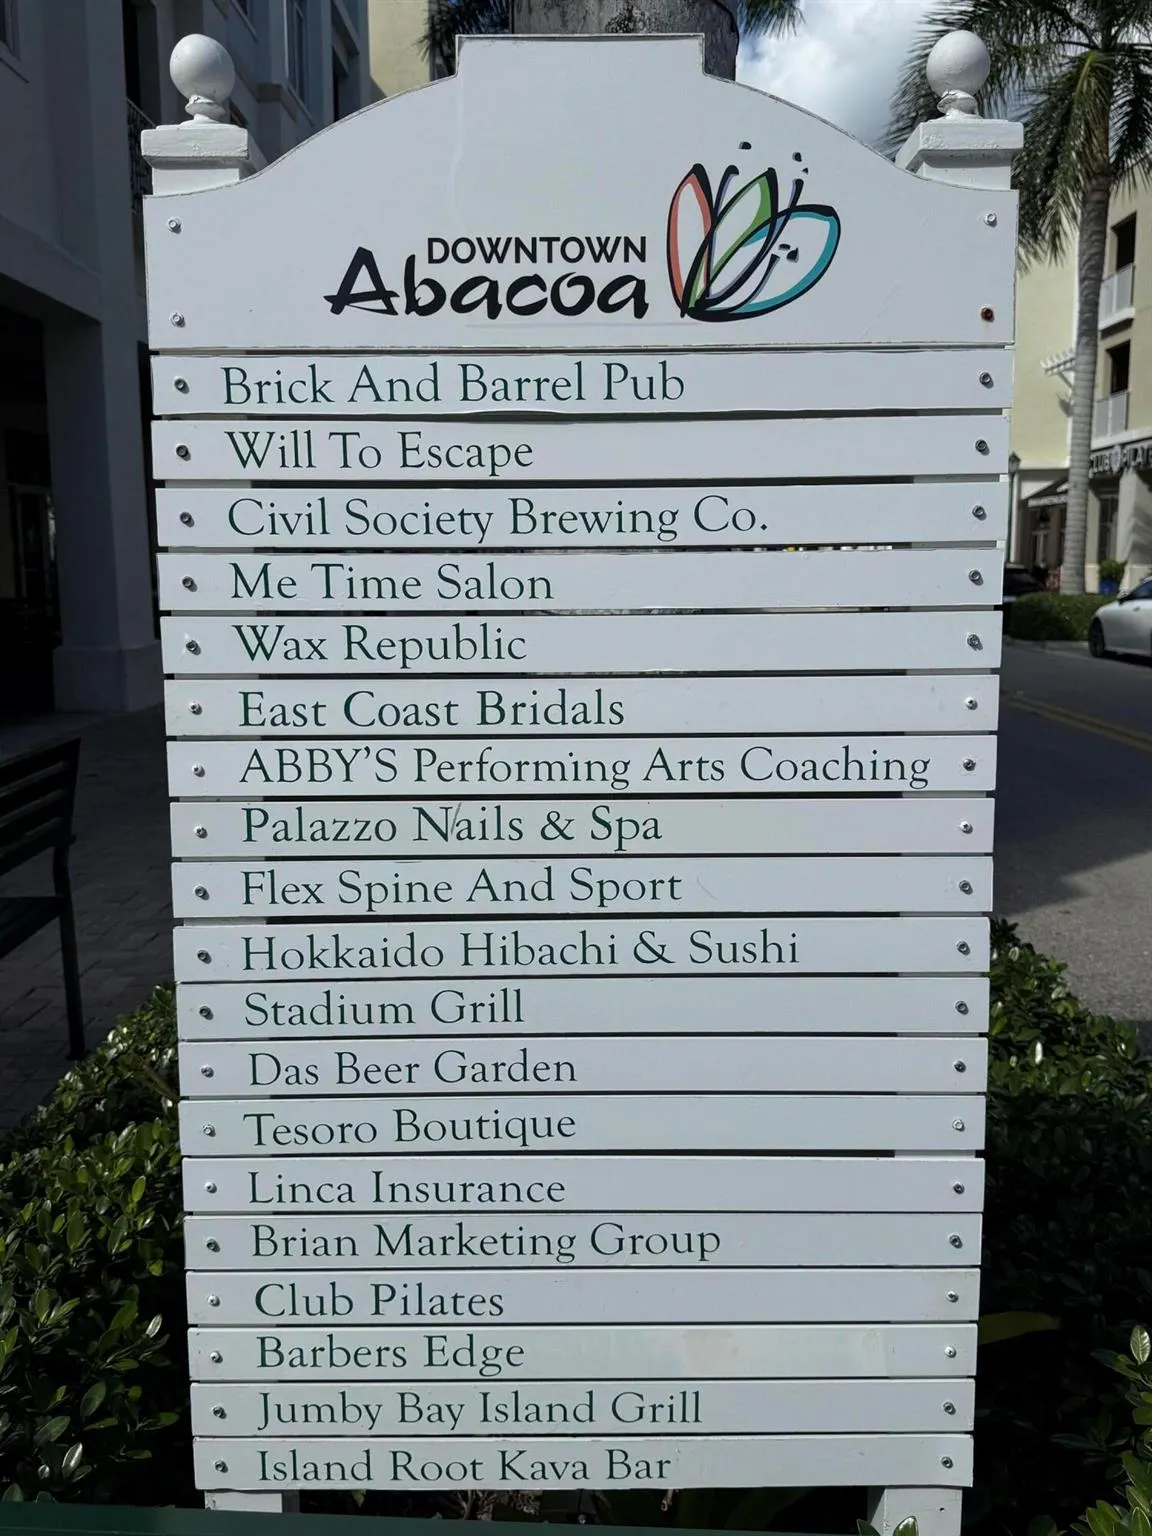 DOWNTOWN
Abacoa
Brick And Barrel Pub
Will To Escape
Civil Society Brewing Co.
Me Time Salon
Wax Republic
East Coast Bridals
ABBY'S Performing Arts Coaching
Palazzo Nails & Spa
Flex Spine And Sport
Hokkaido Hibachi & Sushi
Stadium Grill
Das Beer Garden
Tesoro Boutique
Linca Insurance
Brian Marketing Group
Club Pilates
Barbers Edge
Jumby Bay Island Grill
Island Root Kava Bar